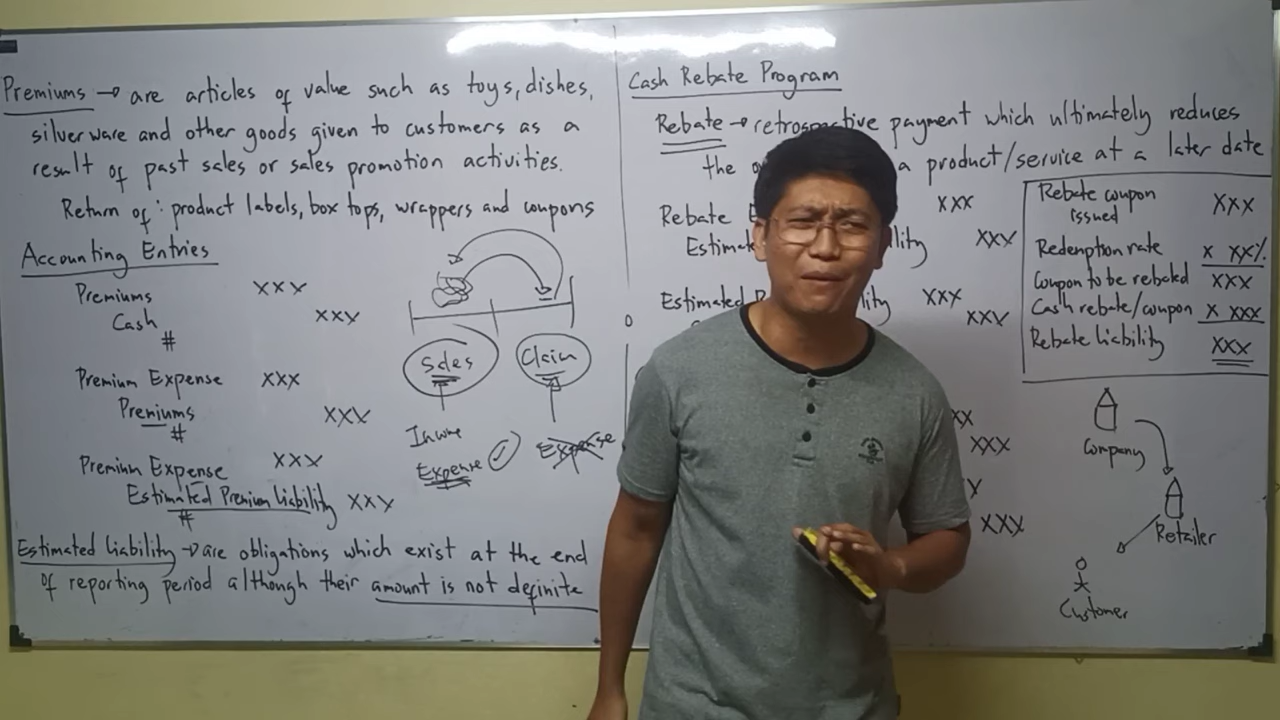 Premiums → are articles of value such as toys, dishes,
silverware and other goods given to customers as a
result of past sales or sales promotion activities.
Return of: product labels, box tops, wrappers and coupons
Accounting Entries
Premiums XXX
Cash XXX
#
Premium Expense XXX
Premiums XXX
#
Premium Expense XXX
Estimated Premium Liability XXX
#
Sales Claim
Income
Expense Expense
Estimated Liability → are obligations which exist at the end
of reporting period although their amount is not definite
Cash Rebate Program
Rebate → retrospective payment which ultimately reduces
the a product/service at a later date
Rebate XXX
XXX
Estimated XXX
XXX
XXX
XXX
Rebate coupon
issued XXX
Redemption rate X XX%
Coupon to be rebated XXX
Cash rebate/coupon X XXX
Rebate Liability XXX
Company
Retailer
Customer